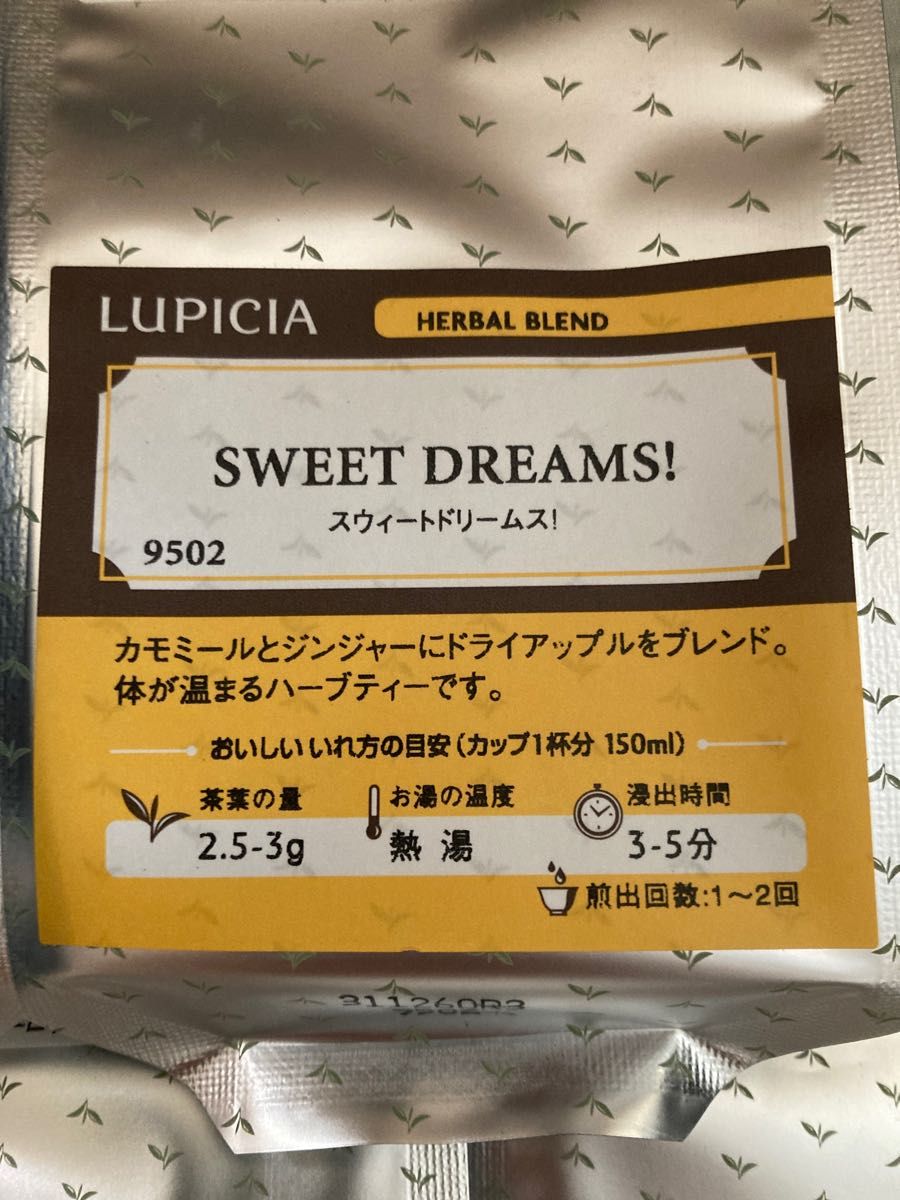 LUPICIA
HERBAL BLEND
SWEET DREAMS!
スウィートドリームス!
9502
カモミールとジンジャーにドライアップルをブレンド。
体が温まるハーブティーです。
おいしいいれ方の目安(カップ1杯分 150ml)
茶葉の量 お湯の温度 浸出時間
2.5-3g 熱湯 3-5分
煎出回数:1〜2回